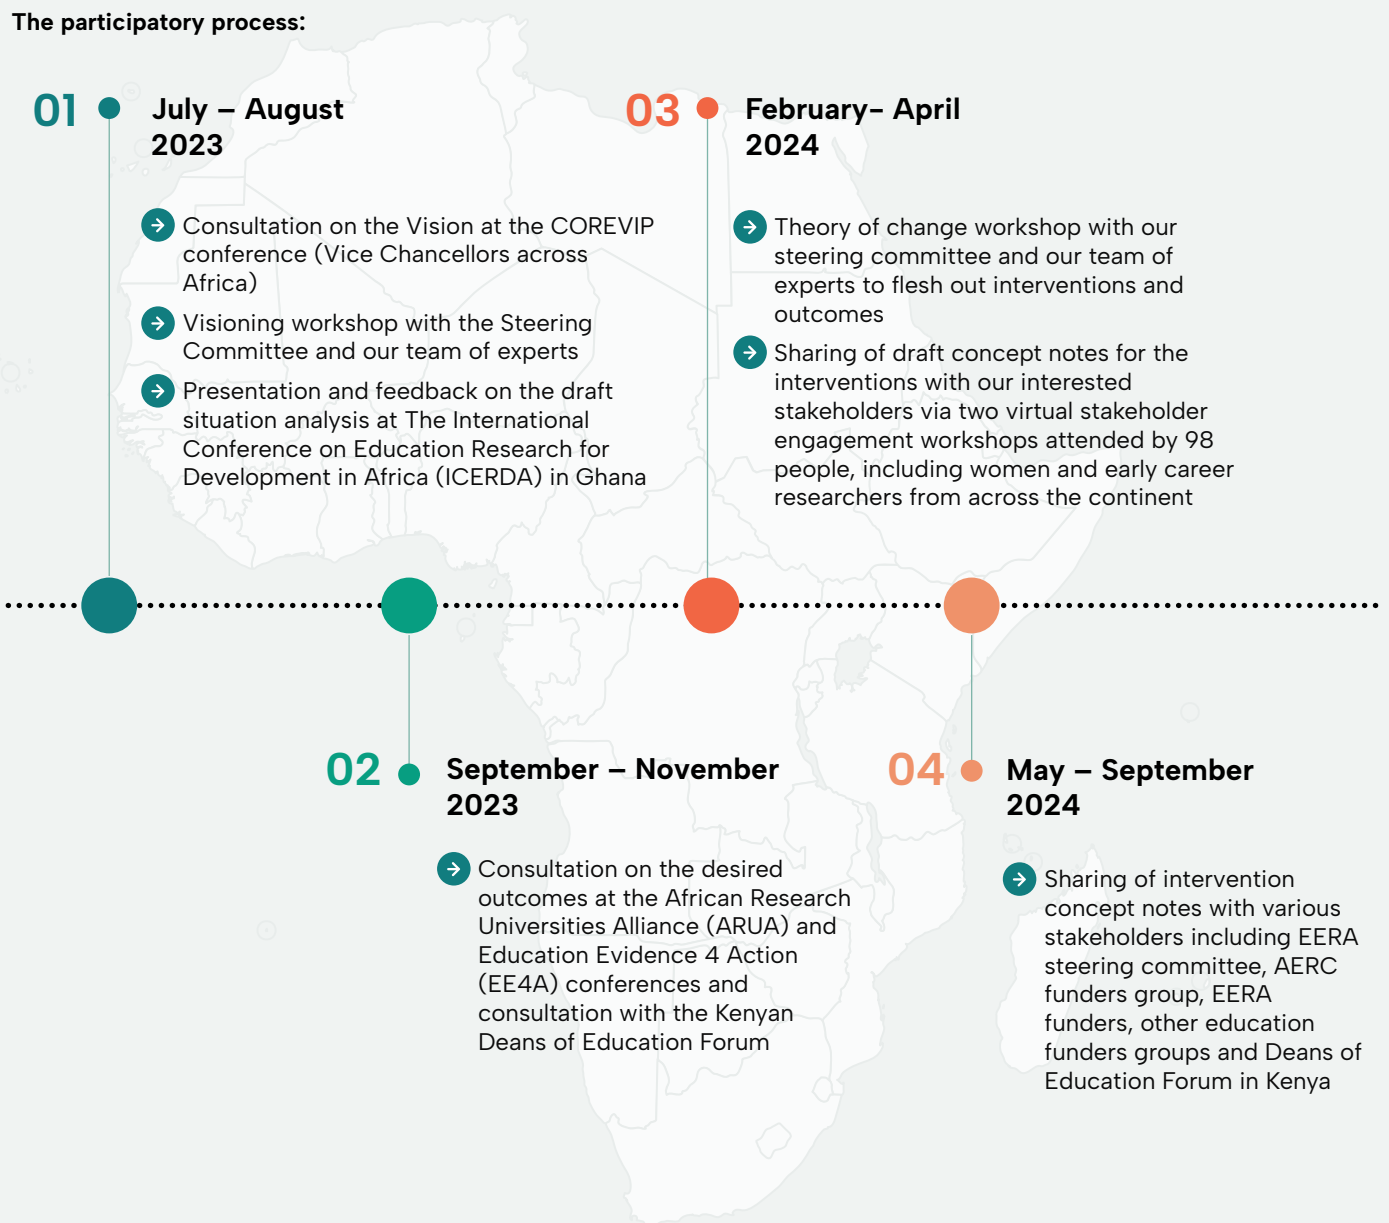 The participatory process:
01
July – August
2023
Consultation on the Vision at the COREVIP
conference (Vice Chancellors across
Africa)
Visioning workshop with the Steering
Committee and our team of experts
Presentation and feedback on the draft
situation analysis at The International
Conference on Education Research for
Development in Africa (ICERDA) in Ghana
02
September – November
2023
Consultation on the desired
outcomes at the African Research
Universities Alliance (ARUA) and
Education Evidence 4 Action
(EE4A) conferences and
consultation with the Kenyan
Deans of Education Forum
03
February– April
2024
Theory of change workshop with our
steering committee and our team of
experts to flesh out interventions and
outcomes
Sharing of draft concept notes for the
interventions with our interested
stakeholders via two virtual stakeholder
engagement workshops attended by 98
people, including women and early career
researchers from across the continent
04
May – September
2024
Sharing of intervention
concept notes with various
stakeholders including EERA
steering committee, AERC
funders group, EERA
funders, other education
funders groups and Deans of
Education Forum in Kenya